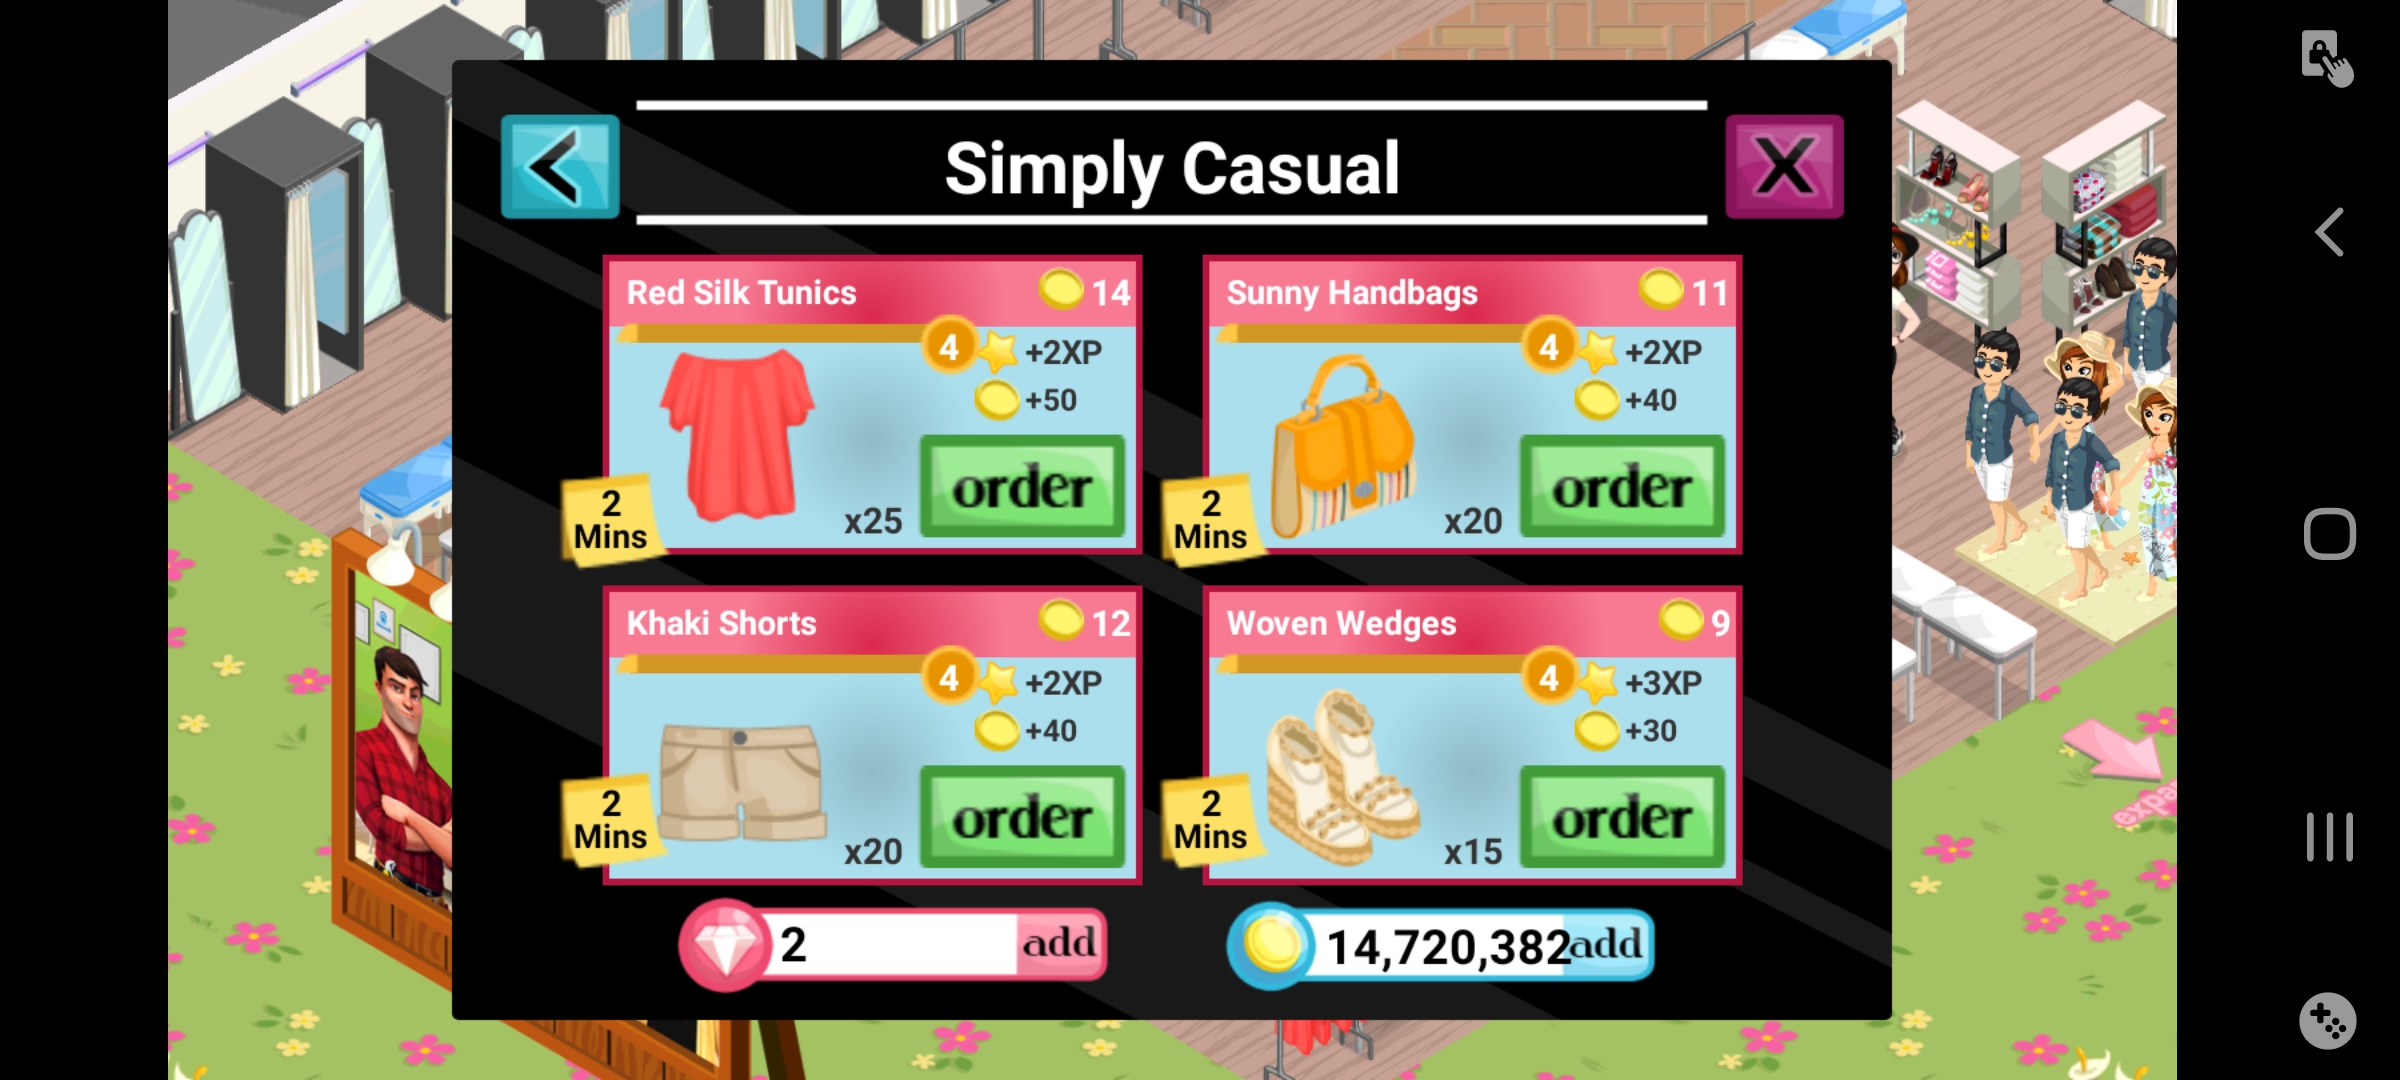 Simply Casual
X
Red Silk Tunics 14
4 +2XP
+50
2 Mins
x25
order
Sunny Handbags 11
4 +2XP
+40
2 Mins
x20
order
Khaki Shorts 12
4 +2XP
+40
2 Mins
x20
order
Woven Wedges 9
4 +3XP
+30
2 Mins
x15
order
2 add
14,720,382 add